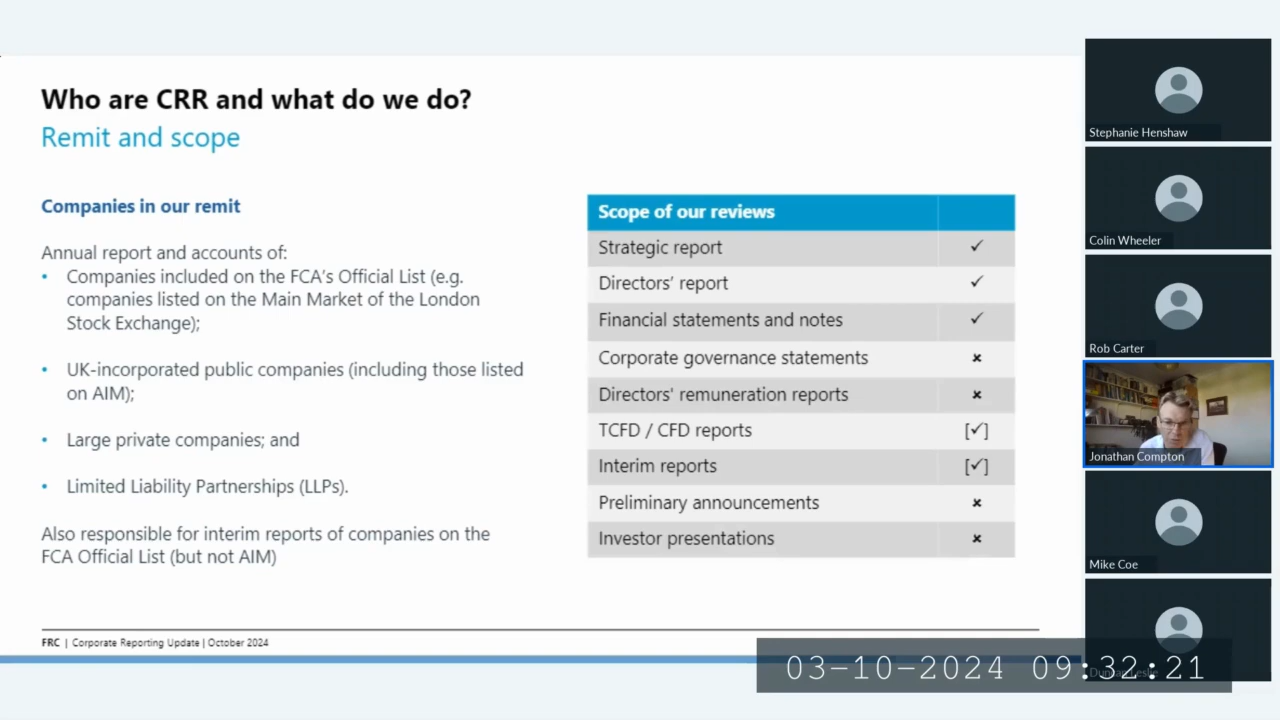 Who are CRR and what do we do?
Remit and scope
Companies in our remit
Annual report and accounts of:
• Companies included on the FCA's Official List (e.g.
companies listed on the Main Market of the London
Stock Exchange);
• UK-incorporated public companies (including those listed
on AIM);
• Large private companies; and
• Limited Liability Partnerships (LLPs).
Also responsible for interim reports of companies on the
FCA Official List (but not AIM)
Scope of our reviews
Strategic report ✓
Directors' report ✓
Financial statements and notes ✓
Corporate governance statements ×
Directors' remuneration reports ×
TCFD / CFD reports [✓]
Interim reports [✓]
Preliminary announcements ×
Investor presentations ×
FRC | Corporate Reporting Update | October 2024
Stephanie Henshaw
Colin Wheeler
Rob Carter
Jonathan Compton
Mike Coe
03-10-2024 09:32:21